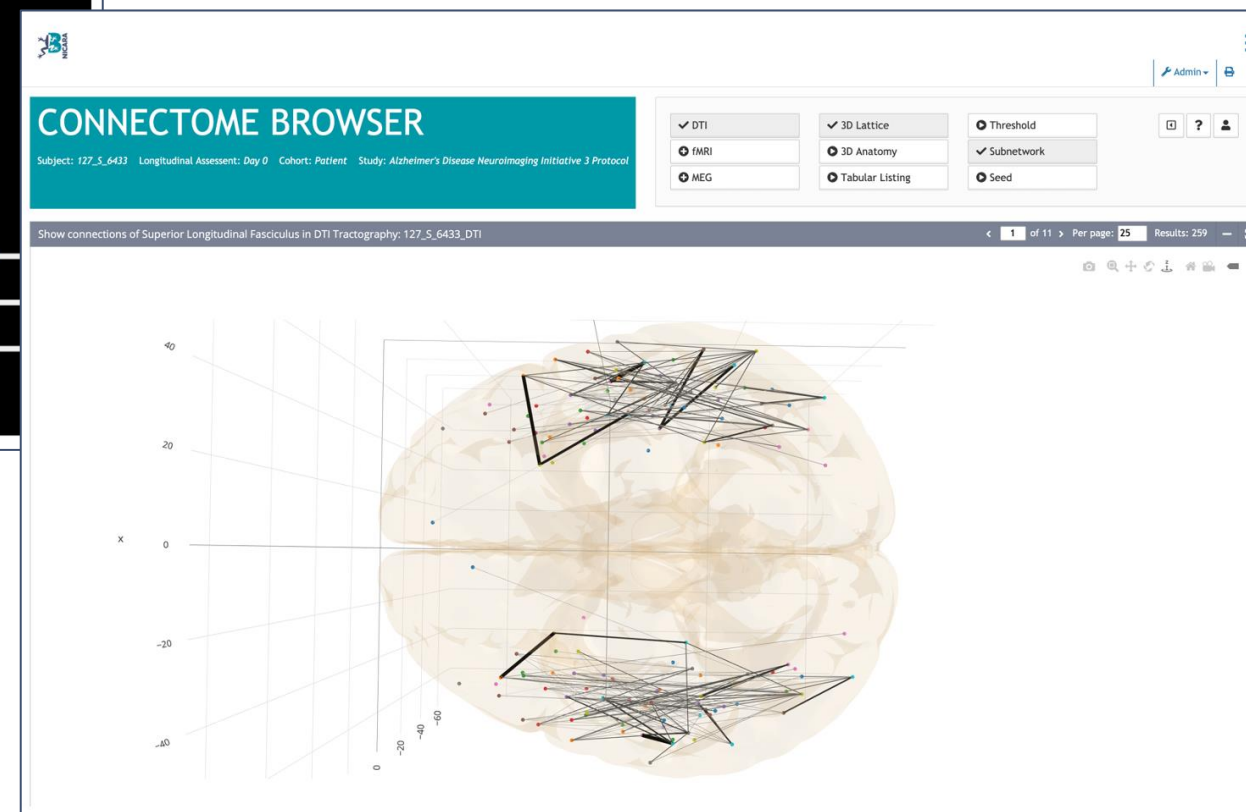 NICARA
Admin
CONNECTOME BROWSER
Subject: 127_S_6433 Longitudinal Assesment: Day 0 Cohort: Patient Study: Alzheimer's Disease Neuroimaging Initiative 3 Protocol
DTI
3D Lattice
Threshold
fMRI
3D Anatomy
Subnetwork
MEG
Tabular Listing
Seed
?
Show connections of Superior Longitudinal Fasciculus in DTI Tractography: 127_S_6433_DTI
< 1 of 11 > Per page: 25 Results: 259
40
20
x
0
−20
−40
0
−20
−40
−60